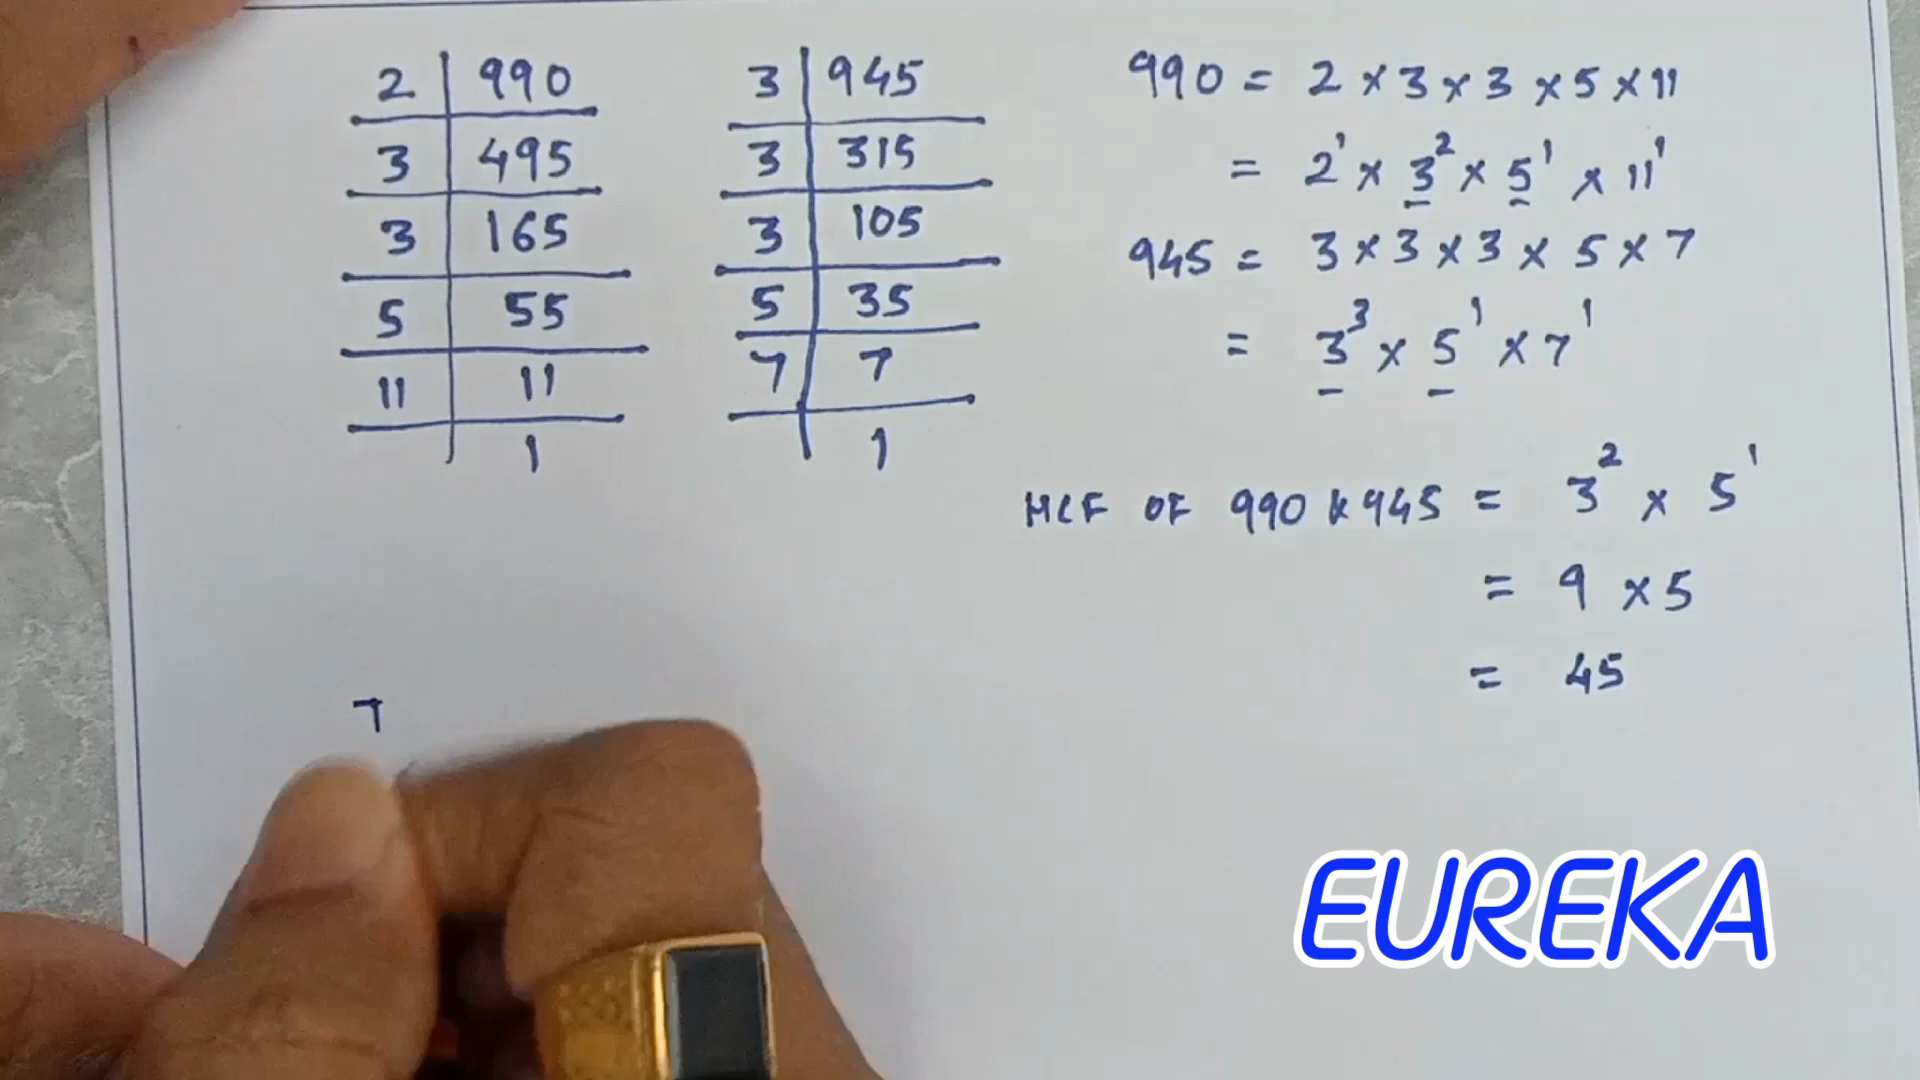 2 | 990
3 | 495
3 | 165
5 | 55
11 | 11
1
3 | 945
3 | 315
3 | 105
5 | 35
7 | 7
1
990 = 2 × 3 × 3 × 5 × 11
= 2¹ × 3² × 5¹ × 11¹
945 = 3 × 3 × 3 × 5 × 7
= 3³ × 5¹ × 7¹
HCF OF 990 & 945 = 3² × 5¹
= 9 × 5
= 45
T
EUREKA